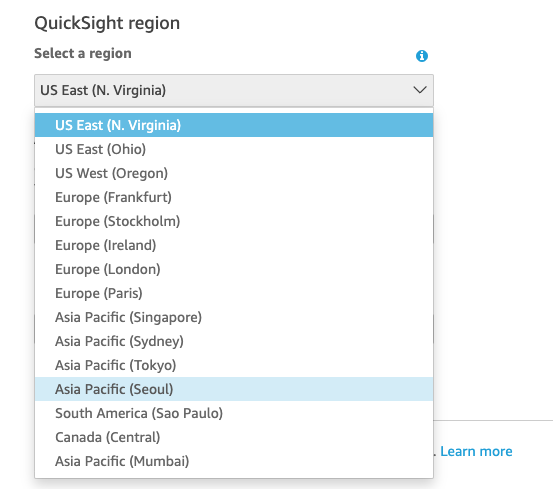 QuickSight region
Select a region
US East (N. Virginia)
US East (N. Virginia)
US East (Ohio)
US West (Oregon)
Europe (Frankfurt)
Europe (Stockholm)
Europe (Ireland)
Europe (London)
Europe (Paris)
Asia Pacific (Singapore)
Asia Pacific (Sydney)
Asia Pacific (Tokyo)
Asia Pacific (Seoul)
South America (Sao Paulo)
Canada (Central)
. Learn more
Asia Pacific (Mumbai)